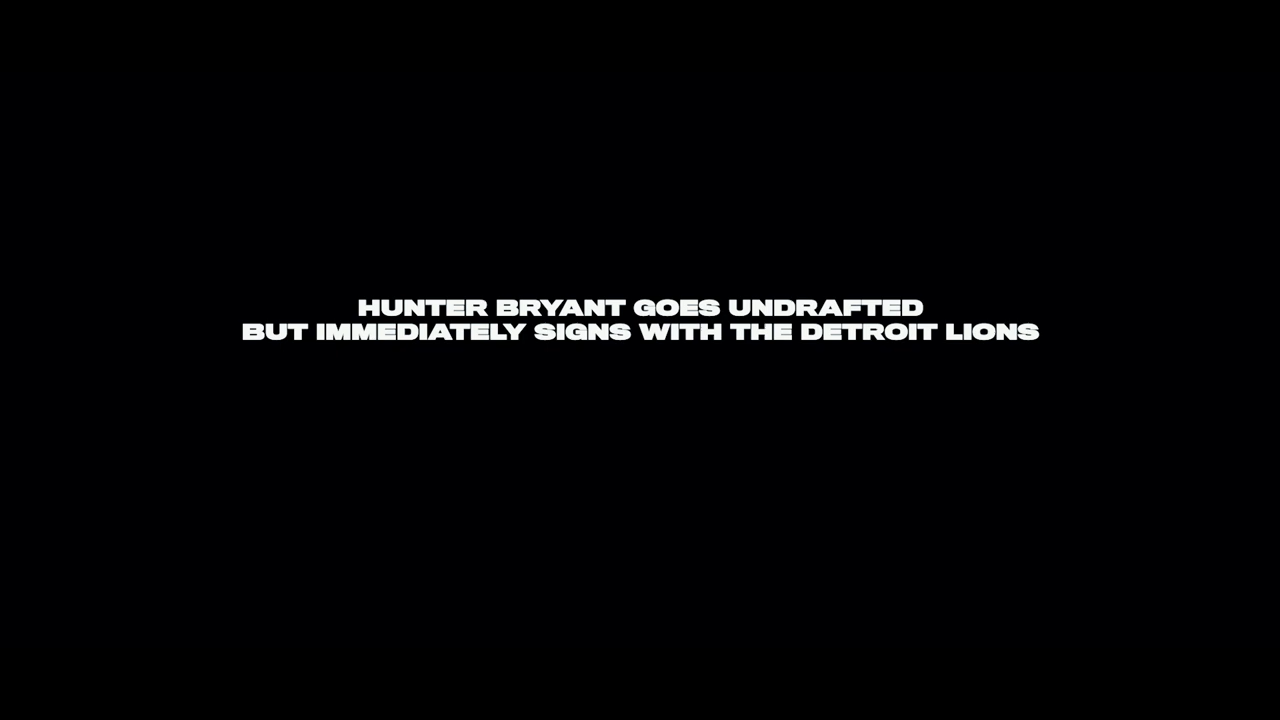 HUNTER BRYANT GOES UNDRAFTED
BUT IMMEDIATELY SIGNS WITH THE DETROIT LIONS